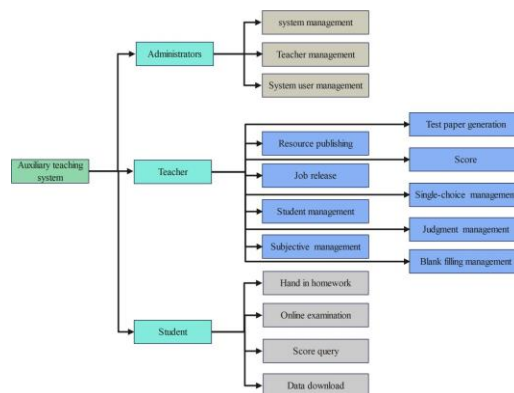 system management
Administrators
Teacher management
System user management
Test paper generation
Resource publishing
Score
Auxiliary teaching
system
Teacher
Job release
Single-choice management
Student management
Judgment management
Subjective management
Blank filling management
Hand in homework
Online examination
Student
Score query
Data download